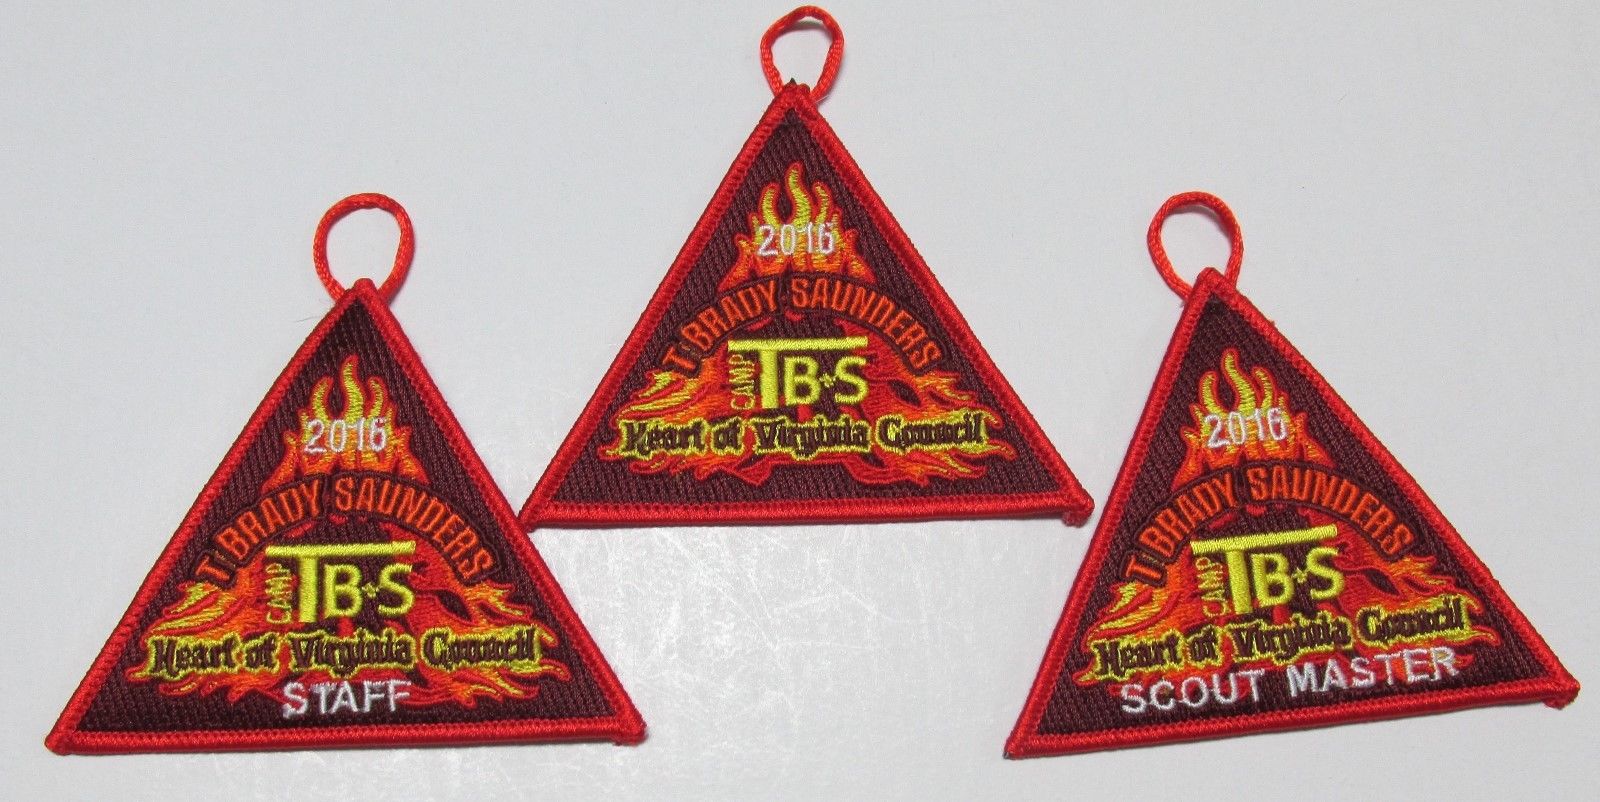 2016
T. BRADY SAUNDERS
CAMP
TB★S
Heart of Virginia Council
STAFF
2016
T. BRADY SAUNDERS
CAMP
TB★S
Heart of Virginia Council
2016
T. BRADY SAUNDERS
CAMP
TB★S
Heart of Virginia Council
SCOUT MASTER